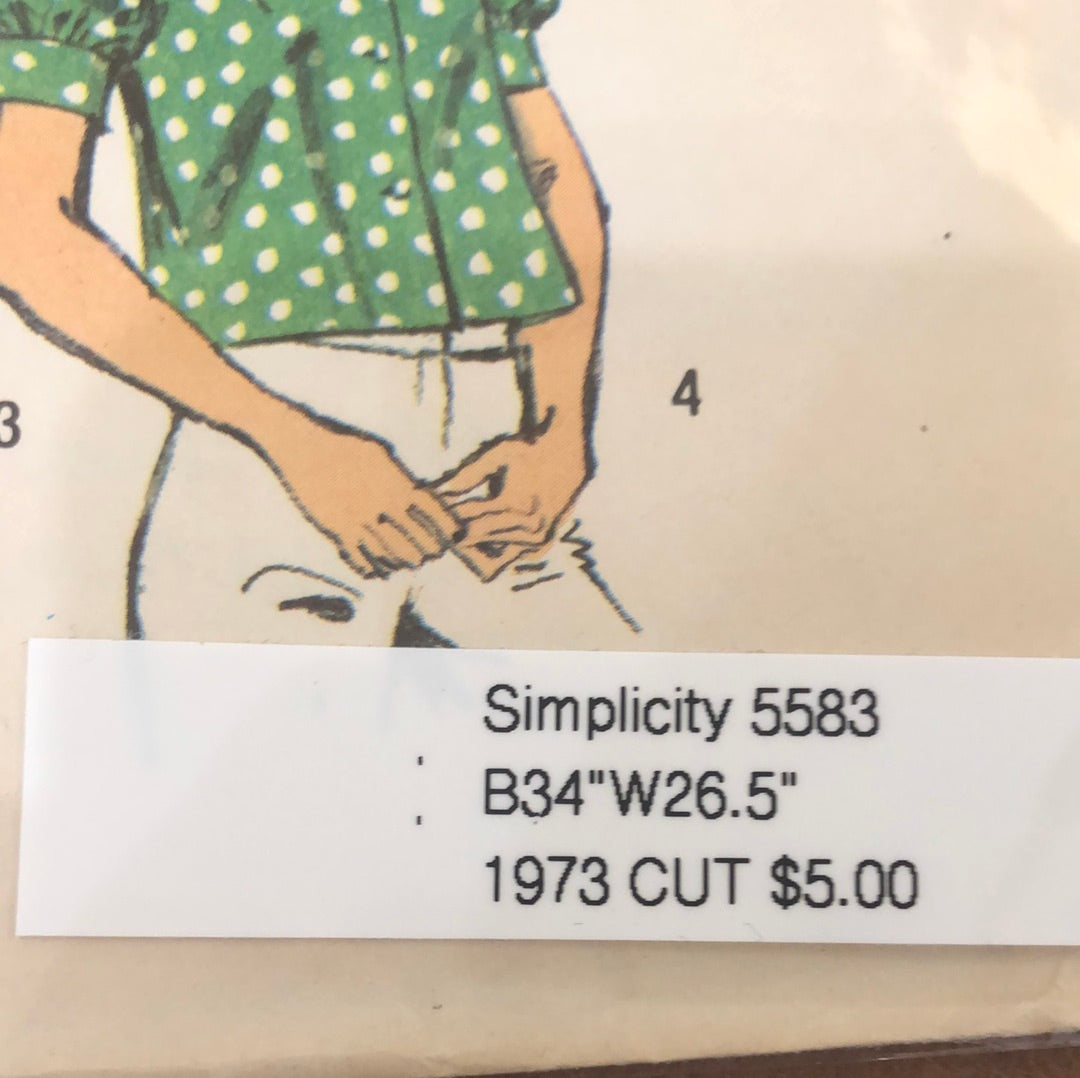 4
3
Simplicity 5583
B34"W26.5"
1973 CUT $5.00